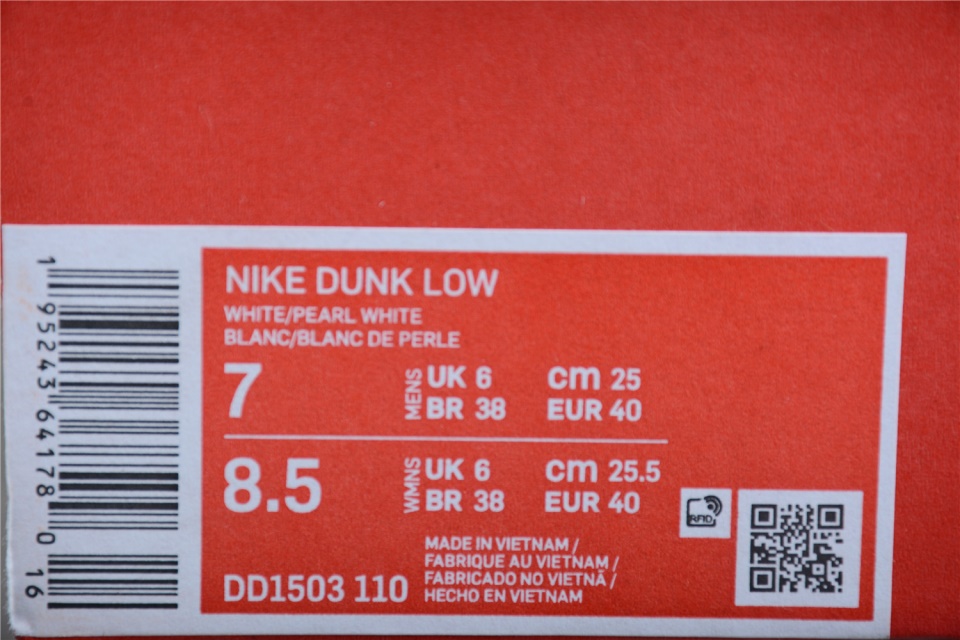 NIKE DUNK LOW
WHITE/PEARL WHITE
BLANC/BLANC DE PERLE
7 MENS UK 6 cm 25
BR 38 EUR 40
8.5 WMNS UK 6 cm 25.5
BR 38 EUR 40
RFID
MADE IN VIETNAM /
FABRIQUE AU VIETNAM /
FABRICADO NO VIETNÃ /
HECHO EN VIETNAM
DD1503 110
1 95243 64178 0 16